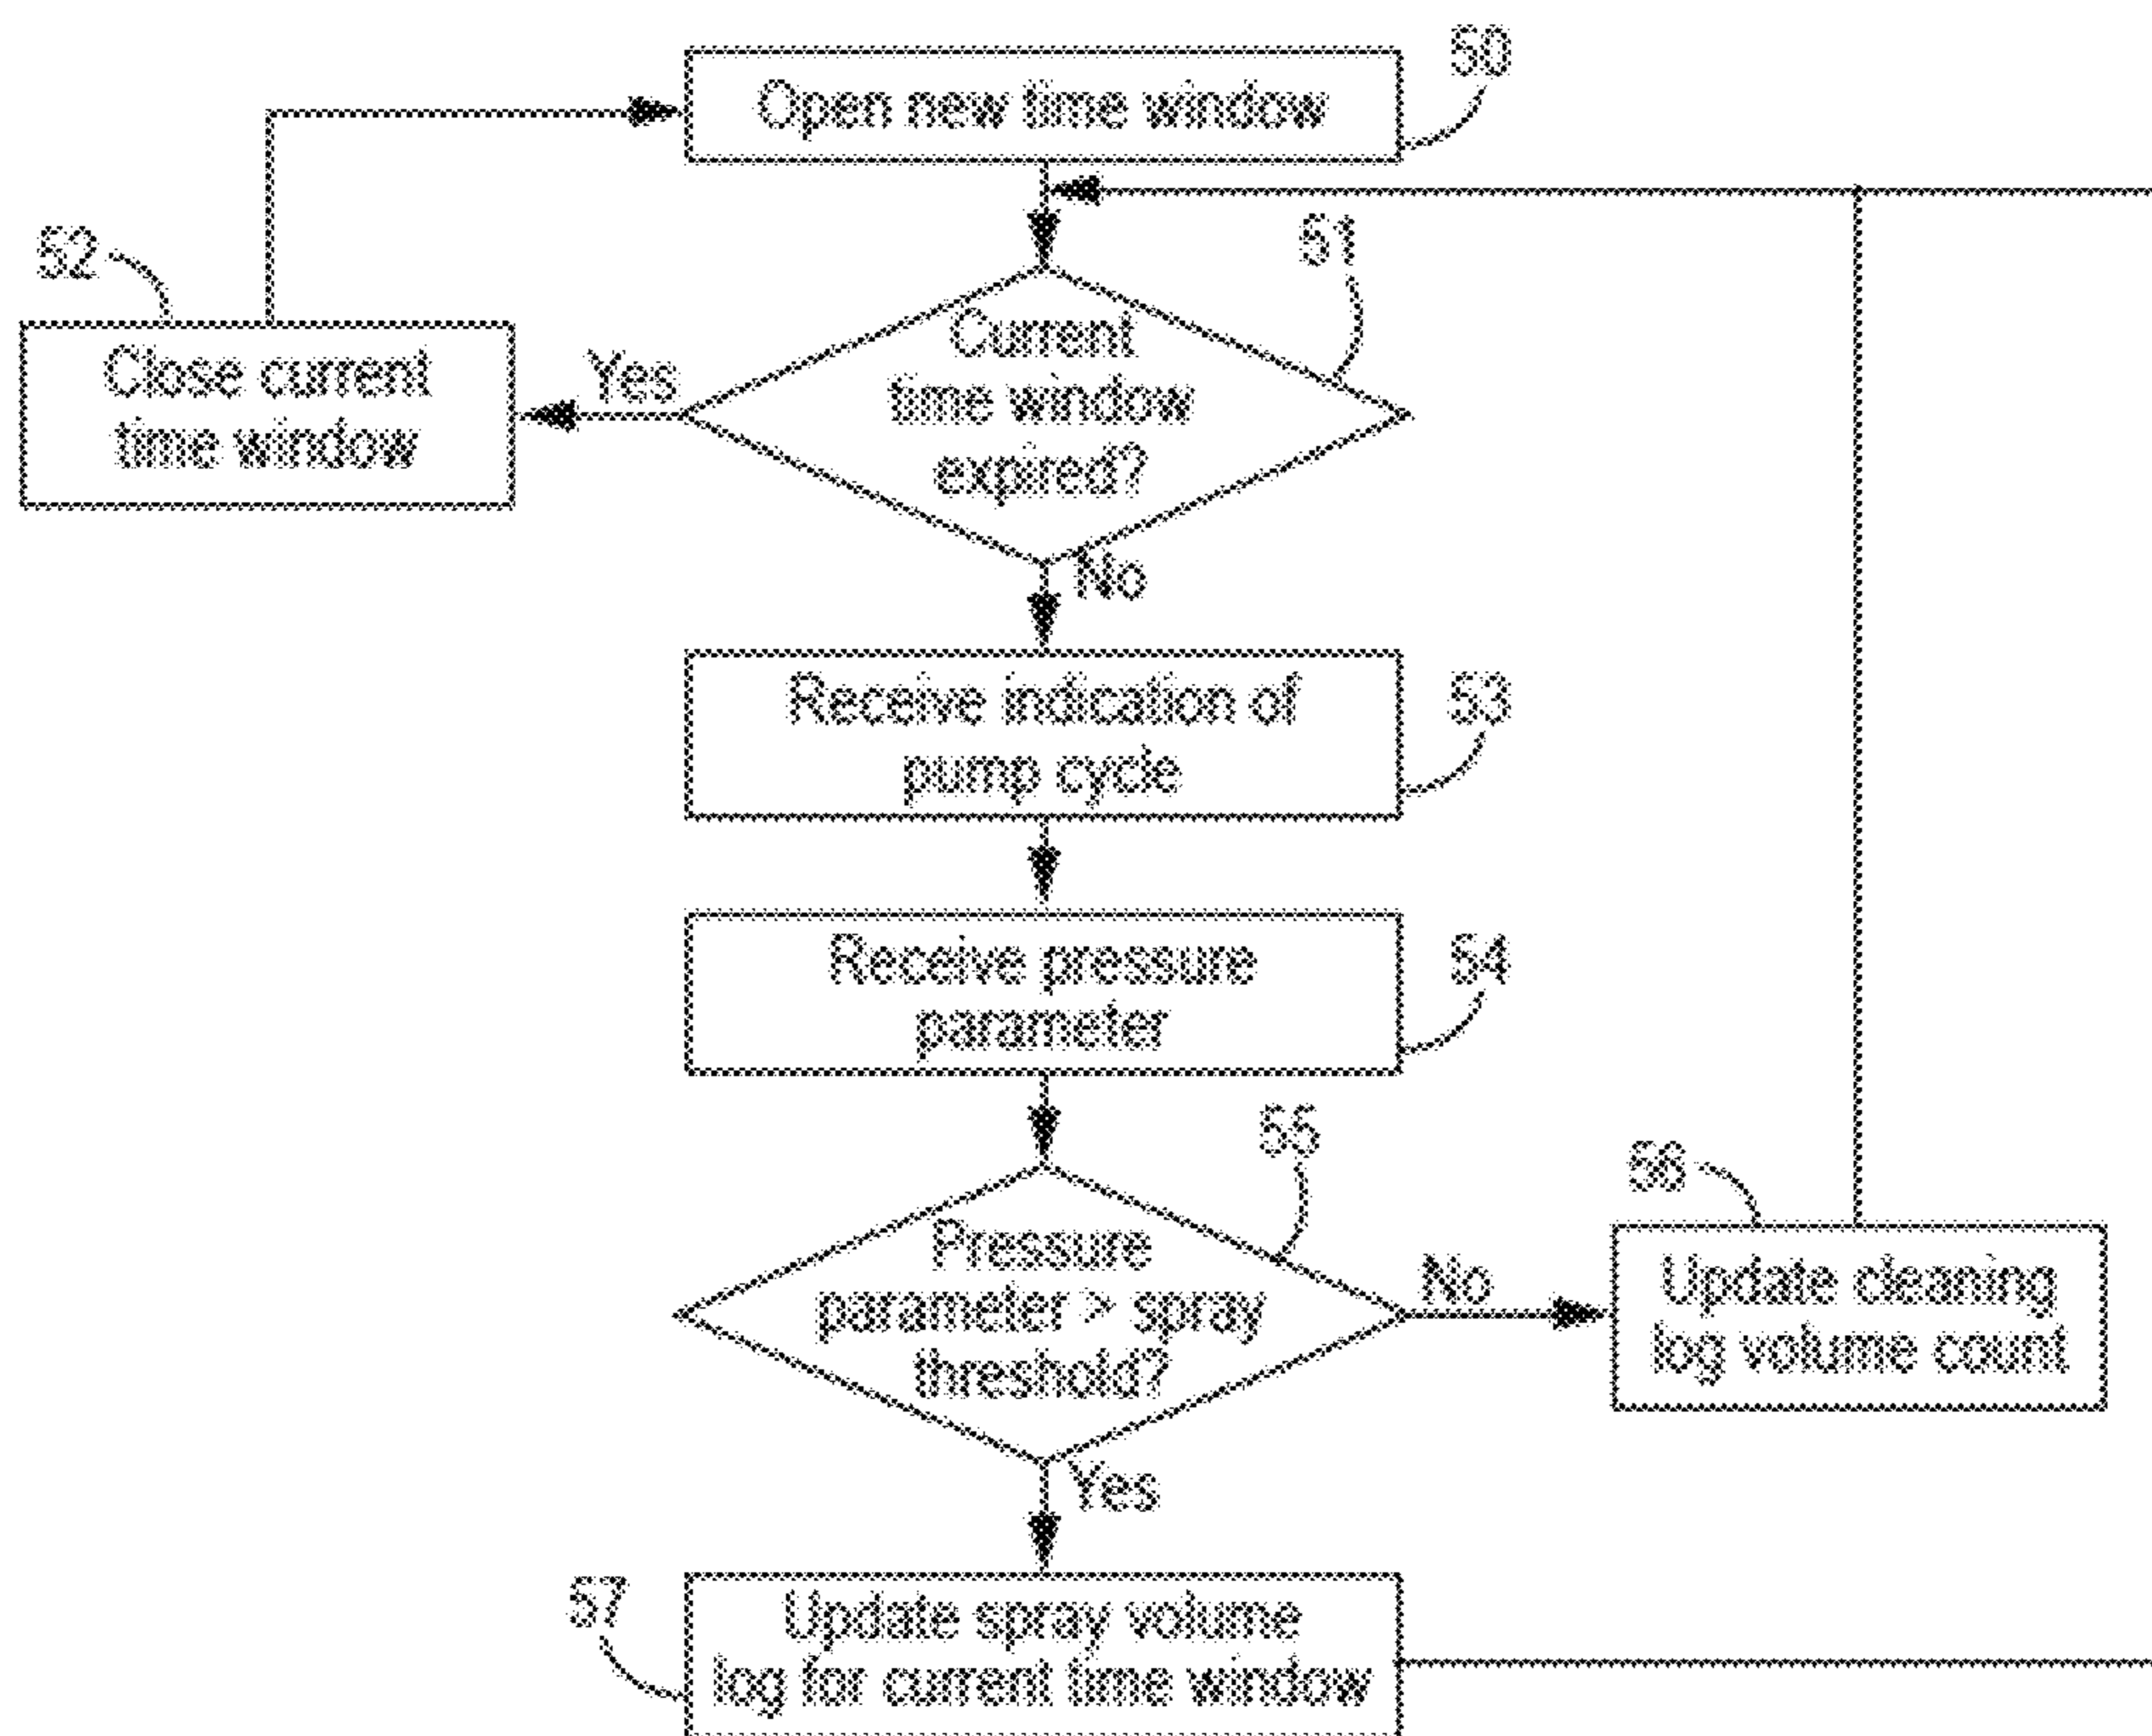 50
Open new time window
51
52
Current
time window
expired?
Yes
Close current
time window
No
Receive indication of
pump cycle
53
Receive pressure
parameter
54
55
56
Pressure
parameter > spray
threshold?
No
Update cleaning
log volume count
Yes
57
Update spray volume
log for current time window